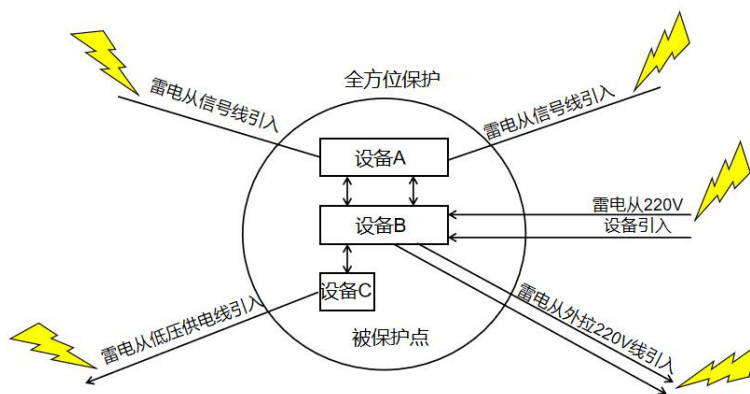 雷电从信号线引入
全方位保护
雷电从信号线引入
设备A
雷电从220V
设备引入
设备B
设备C
雷电从低压供电线引入
雷电从外拉220V线引入
被保护点